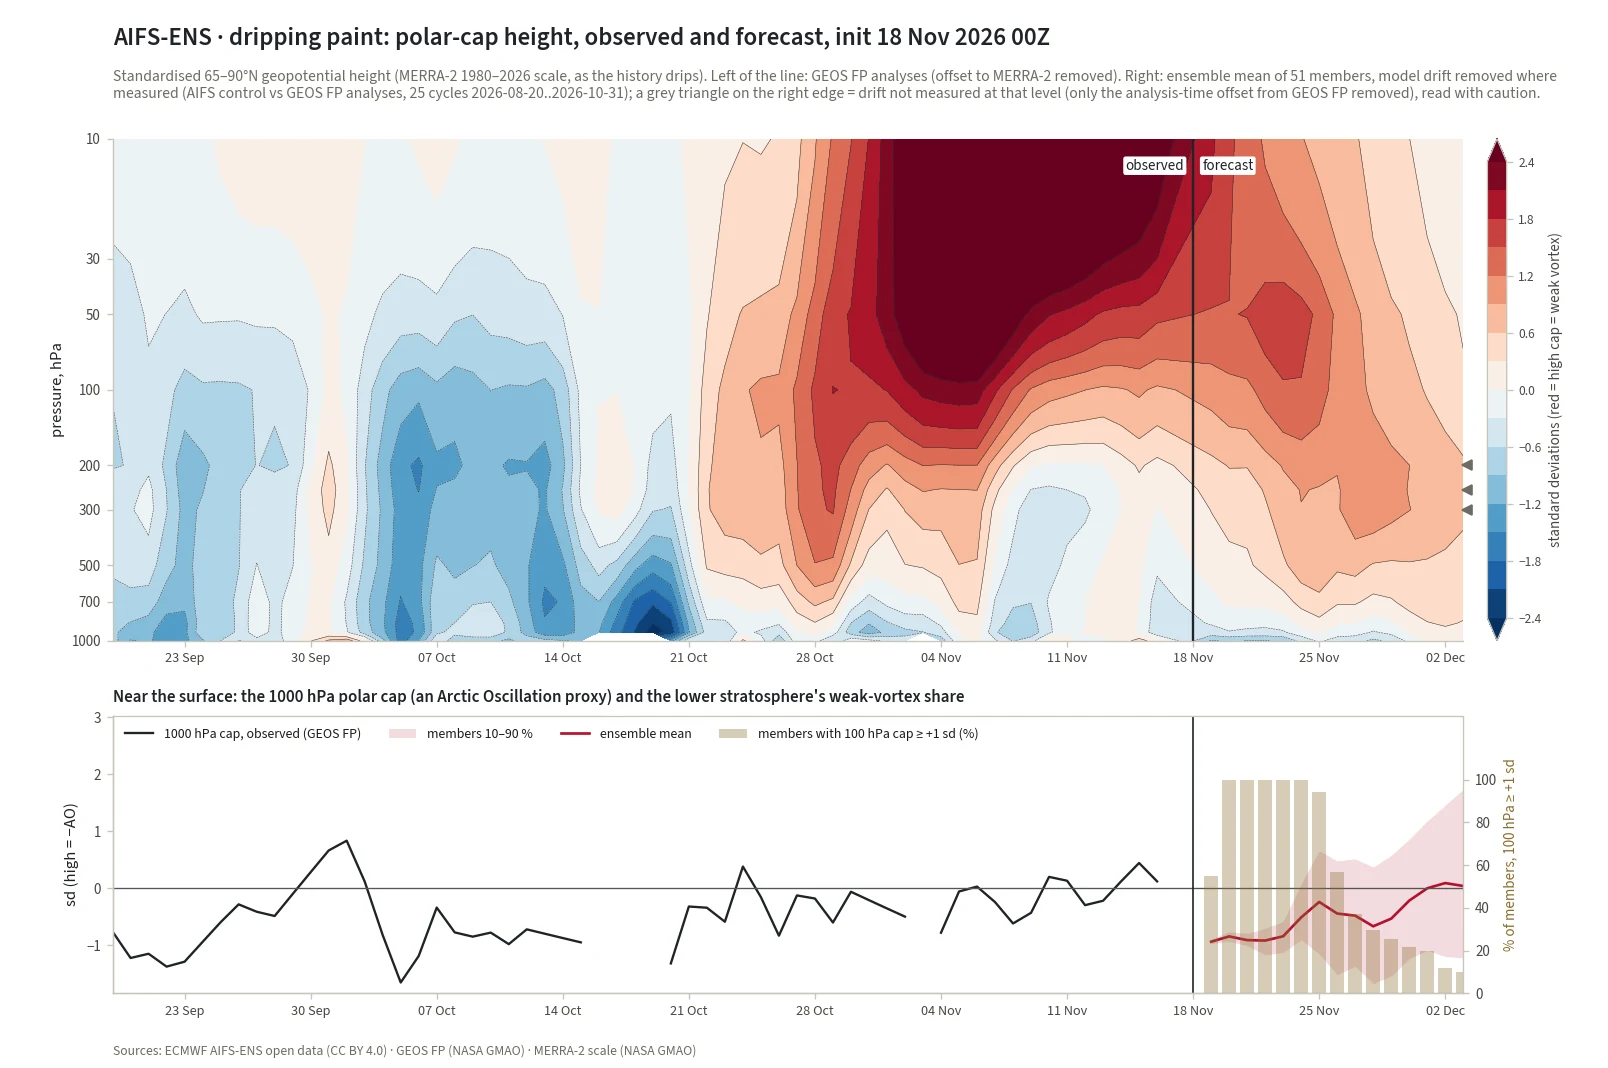 AIFS-ENS · dripping paint: polar-cap height, observed and forecast, init 18 Nov 2026 00Z
Standardised 65–90°N geopotential height (MERRA-2 1980–2026 scale, as the history drips). Left of the line: GEOS FP analyses (offset to MERRA-2 removed). Right: ensemble mean of 51 members, model drift removed where
measured (AIFS control vs GEOS FP analyses, 25 cycles 2026-08-20..2026-10-31); a grey triangle on the right edge = drift not measured at that level (only the analysis-time offset from GEOS FP removed), read with caution.
pressure, hPa
10
30
50
100
200
300
500
700
1000
observed
forecast
23 Sep
30 Sep
07 Oct
14 Oct
21 Oct
28 Oct
04 Nov
11 Nov
18 Nov
25 Nov
02 Dec
2.4
1.8
1.2
0.6
0.0
−0.6
−1.2
−1.8
−2.4
standard deviations (red = high cap = weak vortex)
Near the surface: the 1000 hPa polar cap (an Arctic Oscillation proxy) and the lower stratosphere's weak-vortex share
sd (high = −AO)
3
2
1
0
−1
1000 hPa cap, observed (GEOS FP)
members 10–90 %
ensemble mean
members with 100 hPa cap ≥ +1 sd (%)
100
80
60
40
20
0
% of members, 100 hPa ≥ +1 sd
23 Sep
30 Sep
07 Oct
14 Oct
21 Oct
28 Oct
04 Nov
11 Nov
18 Nov
25 Nov
02 Dec
Sources: ECMWF AIFS-ENS open data (CC BY 4.0) · GEOS FP (NASA GMAO) · MERRA-2 scale (NASA GMAO)